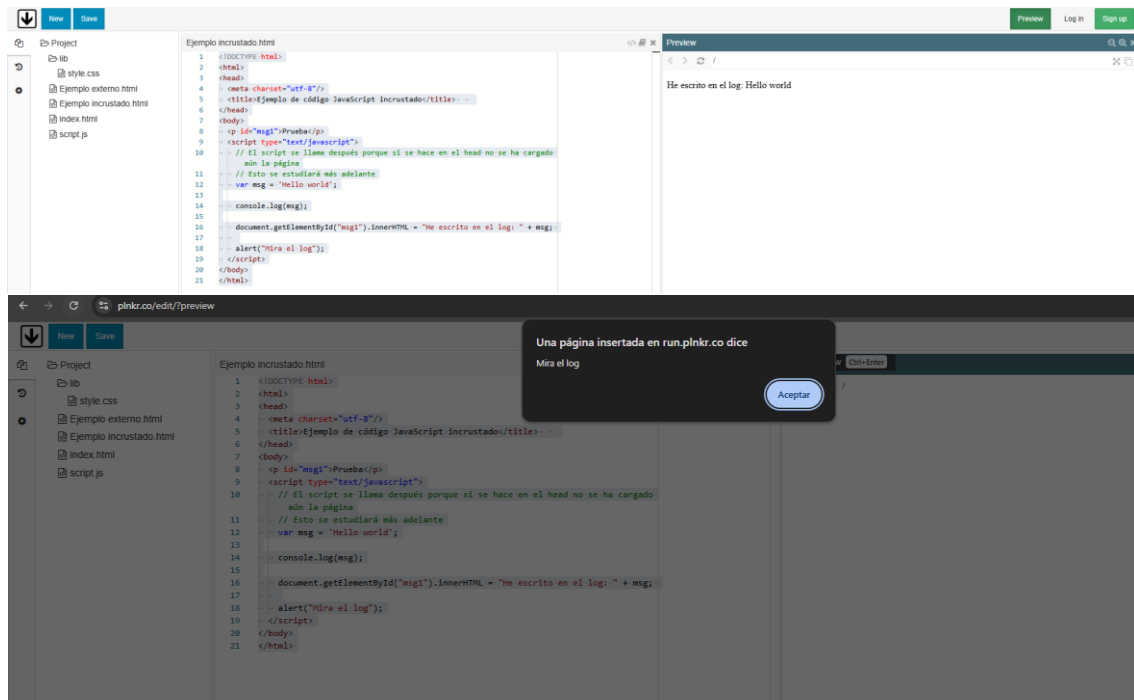 New Save Preview Log in Sign up
Project
lib
style.css
Ejemplo externo.html
Ejemplo incrustado.html
index.html
script.js
Ejemplo incrustado.html
1 <!DOCTYPE html>
2 <html>
3 <head>
4 <meta charset="utf-8"/>
5 <title>Ejemplo de código JavaScript incrustado</title>
6 </head>
7 <body>
8 <p id="msg1">Prueba</p>
9 <script type="text/javascript">
10 // El script se llama después porque si se hace en el head no se ha cargado
aún la página
11 // Esto se estudiará más adelante
12 var msg = 'Hello world';
13
14 console.log(msg);
15
16 document.getElementById("msg1").innerHTML = "He escrito en el log: " + msg;
17
18 alert("Mira el log");
19 </script>
20 </body>
21 </html>
Preview
/
He escrito en el log: Hello world
plnkr.co/edit/?preview
New Save
Project
lib
style.css
Ejemplo externo.html
Ejemplo incrustado.html
index.html
script.js
Ejemplo incrustado.html
1 <!DOCTYPE html>
2 <html>
3 <head>
4 <meta charset="utf-8"/>
5 <title>Ejemplo de código JavaScript incrustado</title>
6 </head>
7 <body>
8 <p id="msg1">Prueba</p>
9 <script type="text/javascript">
10 // El script se llama después porque si se hace en el head no se ha cargado
aún la página
11 // Esto se estudiará más adelante
12 var msg = 'Hello world';
13
14 console.log(msg);
15
16 document.getElementById("msg1").innerHTML = "He escrito en el log: " + msg;
17
18 alert("Mira el log");
19 </script>
20 </body>
21 </html>
Una página insertada en run.plnkr.co dice
Mira el log
Aceptar
Ctrl+Enter
/